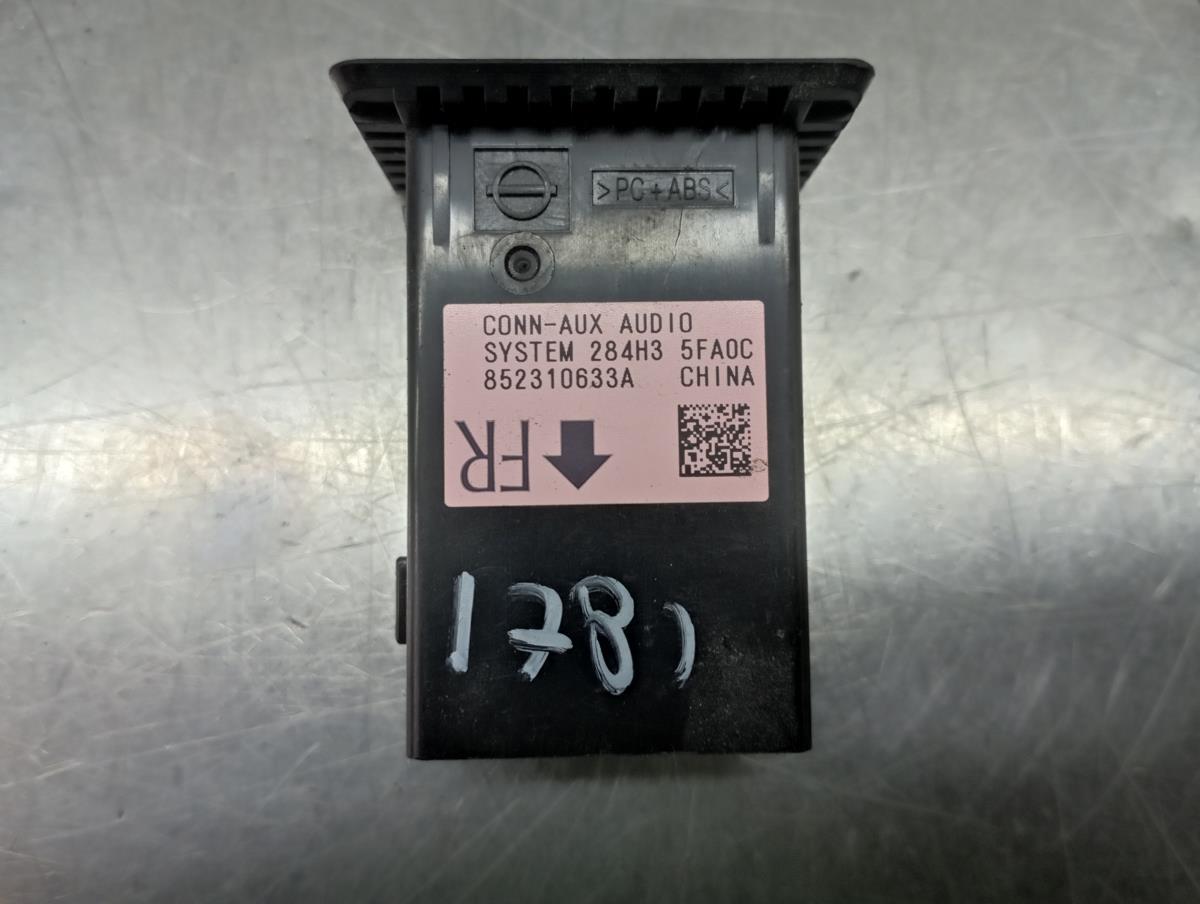 >PC+ABS<
CONN-AUX AUDIO
SYSTEM 284H3 5FA0C
852310633A CHINA
FR
1781